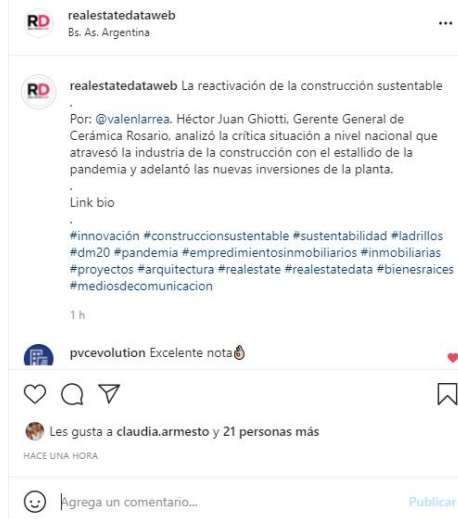 RD
realestatedataweb
Bs. As. Argentina
...
RD
realestatedataweb La reactivación de la construcción sustentable
.
Por: @valenlarrea. Héctor Juan Ghiotti, Gerente General de
Cerámica Rosario, analizó la crítica situación a nivel nacional que
atravesó la industria de la construcción con el estallido de la
pandemia y adelantó las nuevas inversiones de la planta.
.
Link bio
.
#innovación #construccionsustentable #sustentabilidad #ladrillos
#dm20 #pandemia #empredimientosinmobiliarios #inmobiliarias
#proyectos #arquitectura #realestate #realestatedata #bienesraices
#mediosdecomunicacion
1 h
pvcevolution Excelente nota👌🏼
Les gusta a claudia.armesto y 21 personas más
HACE UNA HORA
Agrega un comentario...
Publicar